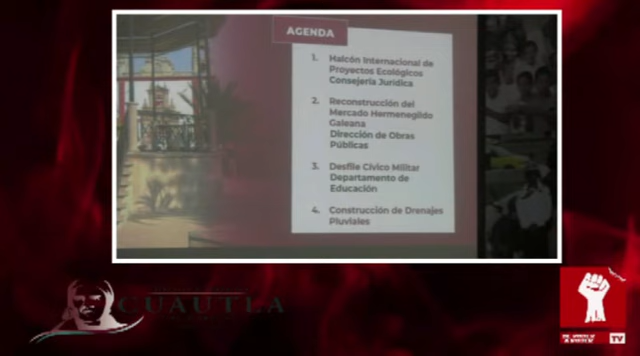 AGENDA
1. Halcón Internacional de
Proyectos Ecológicos
Consejería Jurídica
2. Reconstrucción del
Mercado Hermenegildo
Galeana
Dirección de Obras
Públicas
3. Desfile Cívico Militar
Departamento de
Educación
4. Construcción de Drenajes
Pluviales
CUAUTLA
TV